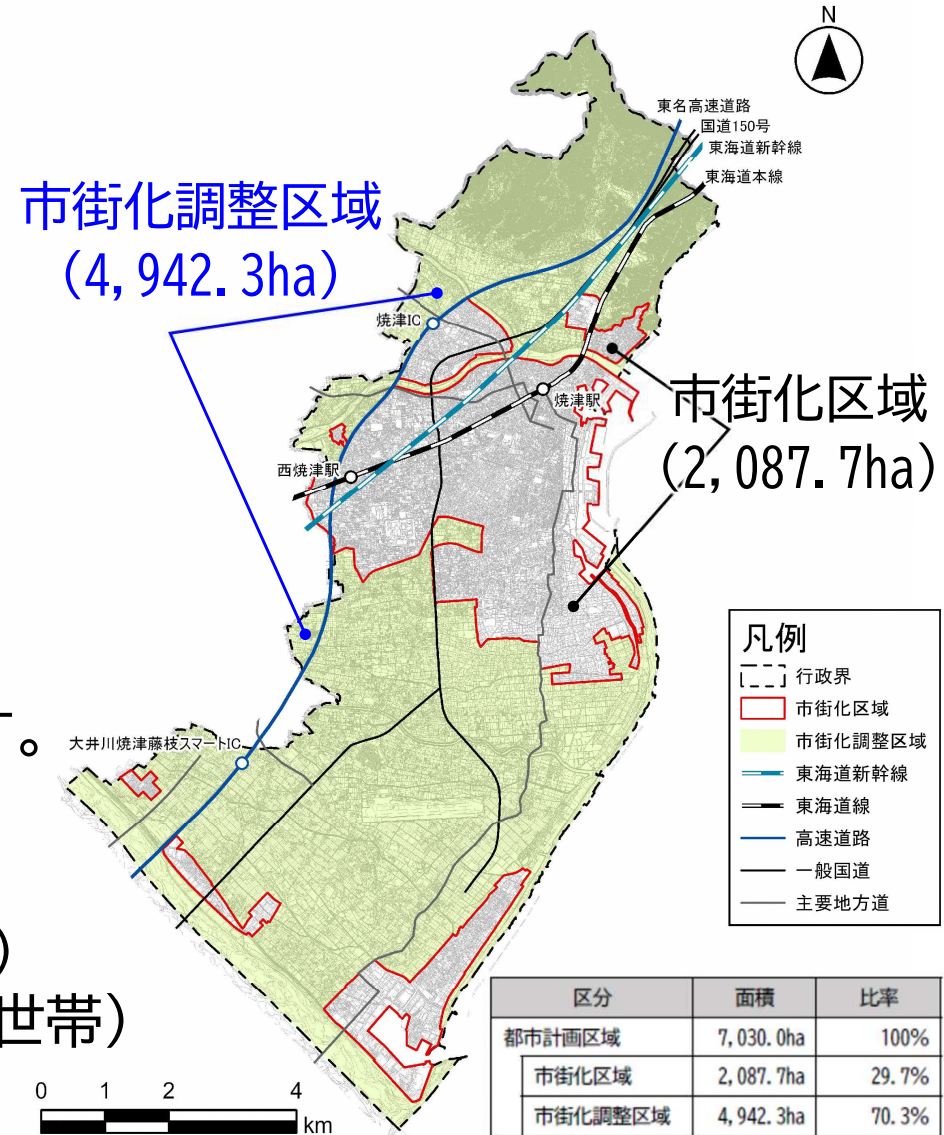 N
東名高速道路
国道150号
東海道新幹線
東海道本線
市街化調整区域
(4,942.3ha)
焼津IC
焼津駅
市街化区域
(2,087.7ha)
西焼津駅
凡例
行政界
市街化区域
市街化調整区域
東海道新幹線
東海道線
高速道路
一般国道
主要地方道
。
大井川焼津藤枝スマートIC
)
世帯)
0 1 2 4
km
区分 面積 比率
都市計画区域 7,030.0ha 100%
市街化区域 2,087.7ha 29.7%
市街化調整区域 4,942.3ha 70.3%